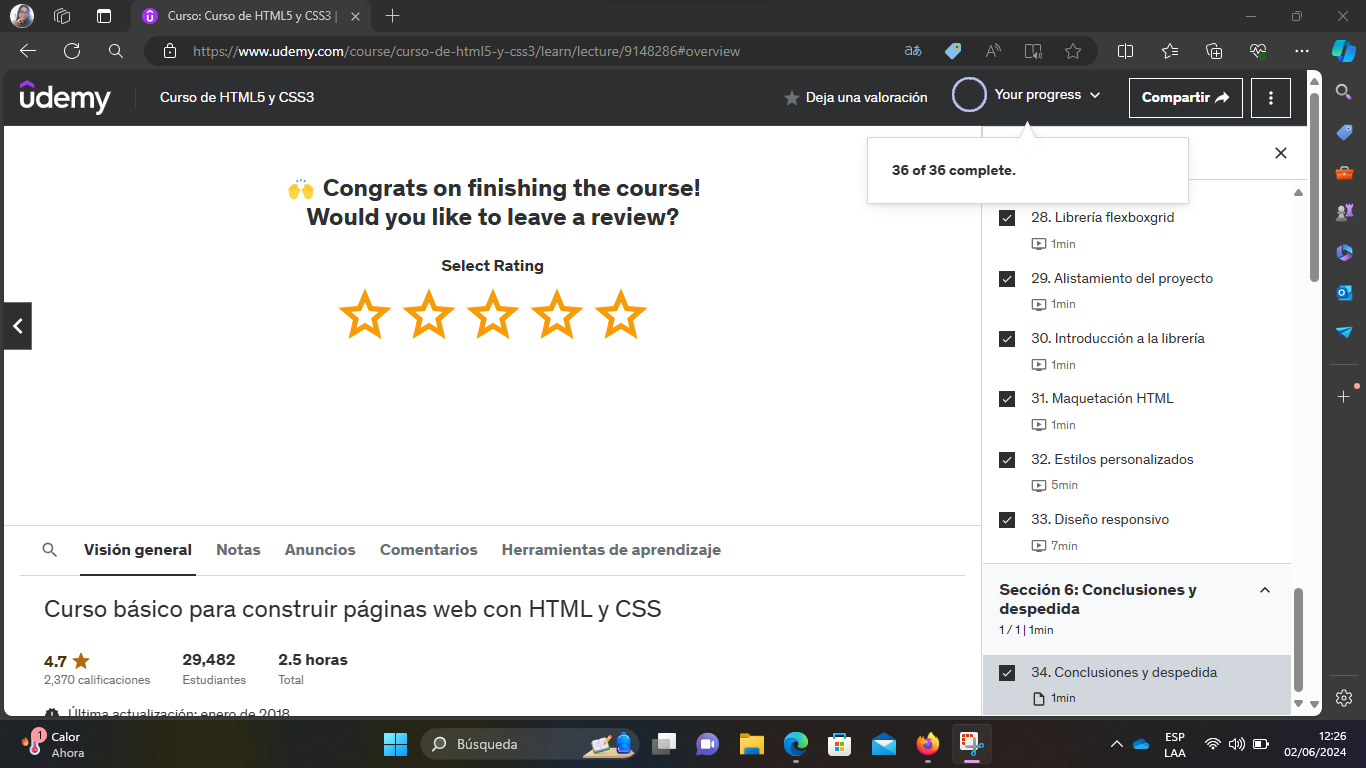 Curso: Curso de HTML5 y CSS3 |
https://www.udemy.com/course/curso-de-html5-y-css3/learn/lecture/9148286#overview
aあ
udemy
Curso de HTML5 y CSS3
Deja una valoración
Your progress
Compartir
36 of 36 complete.
🙌 Congrats on finishing the course!
Would you like to leave a review?
Select Rating
28. Librería flexboxgrid
1min
29. Alistamiento del proyecto
1min
30. Introducción a la librería
1min
31. Maquetación HTML
1min
32. Estilos personalizados
5min
33. Diseño responsivo
7min
Sección 6: Conclusiones y
despedida
1 / 1 | 1min
34. Conclusiones y despedida
1min
Visión general Notas Anuncios Comentarios Herramientas de aprendizaje
Curso básico para construir páginas web con HTML y CSS
4.7 29,482 2.5 horas
2,370 calificaciones Estudiantes Total
Última actualización: enero de 2018
1
Calor
Ahora
Búsqueda
ESP
LAA
12:26
02/06/2024